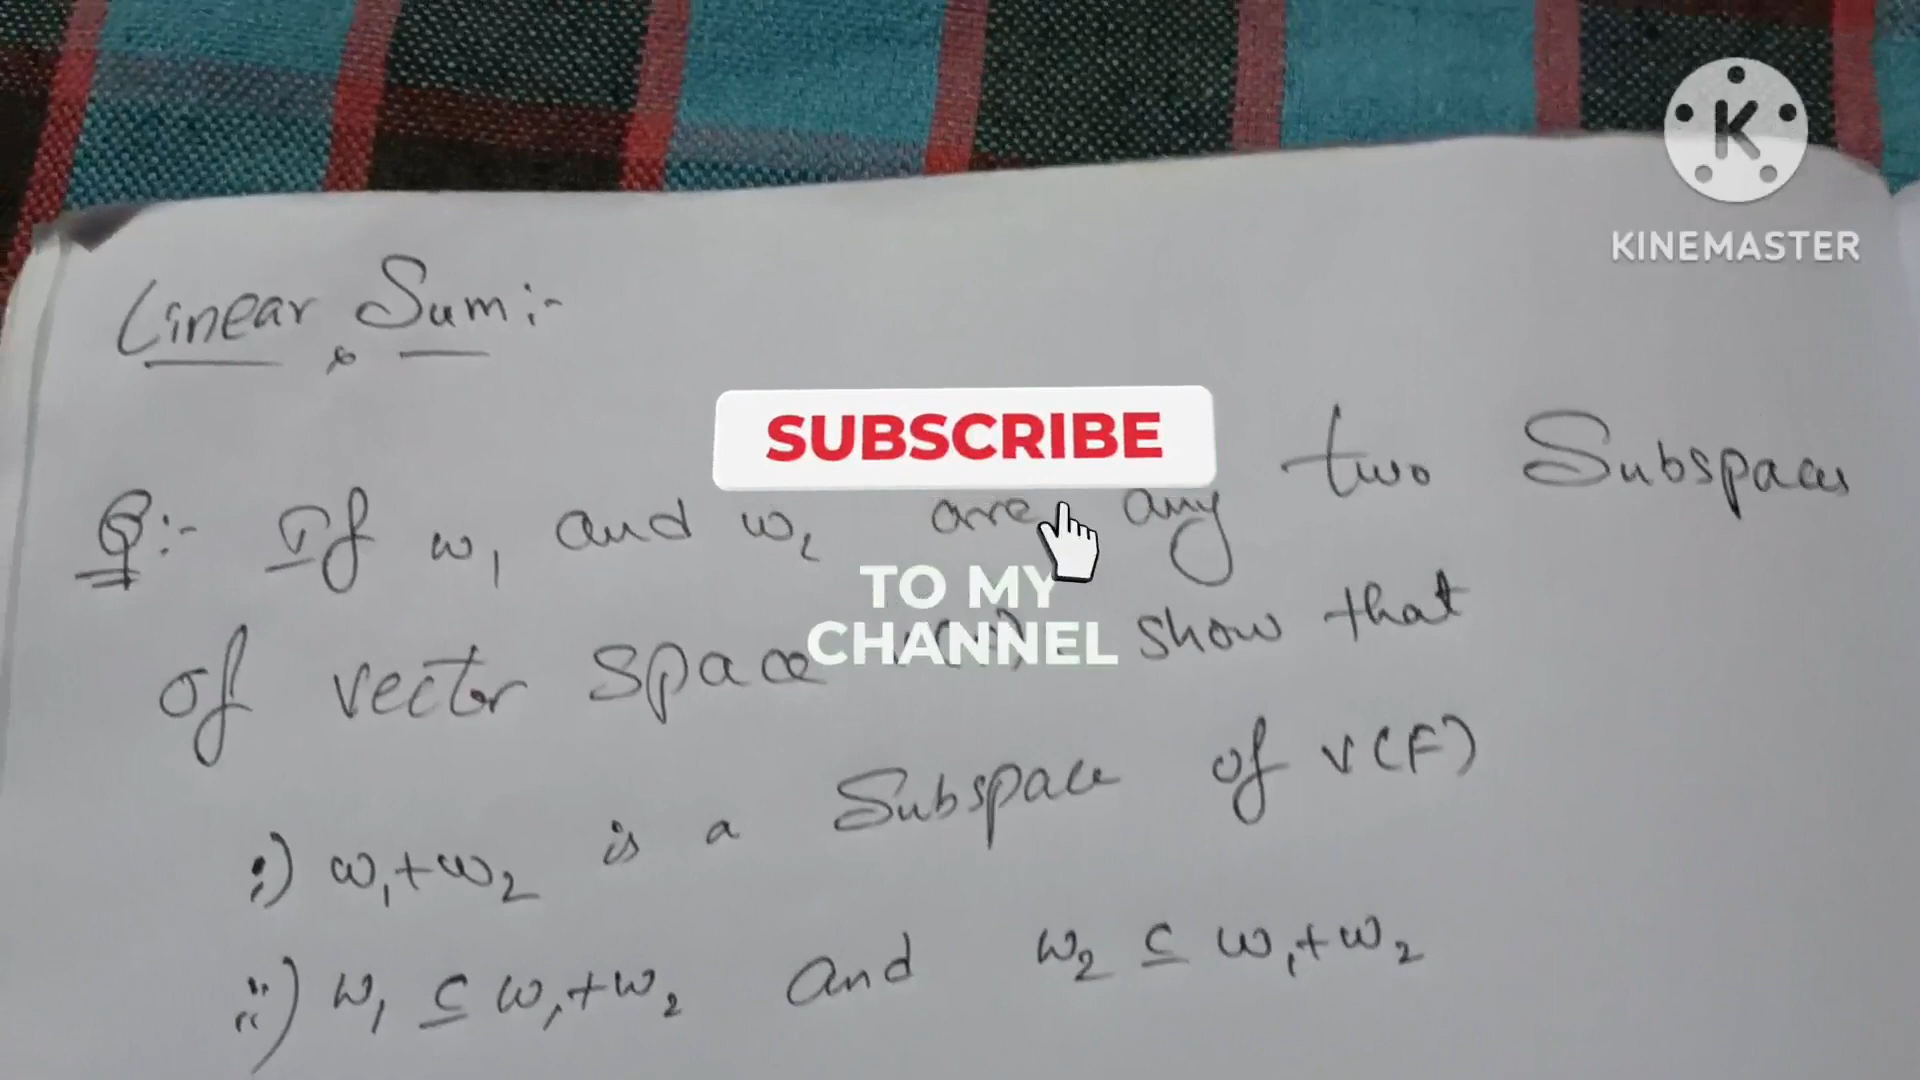 K
KINEMASTER
Linear Sum:-
SUBSCRIBE
Q:- If w₁ and w₂ are any two Subspaces
TO MY
CHANNEL
of vector space show that
i) w₁+w₂ is a Subspace of V(F)
ii) w₁ ⊆ w₁+w₂ and w₂ ⊆ w₁+w₂